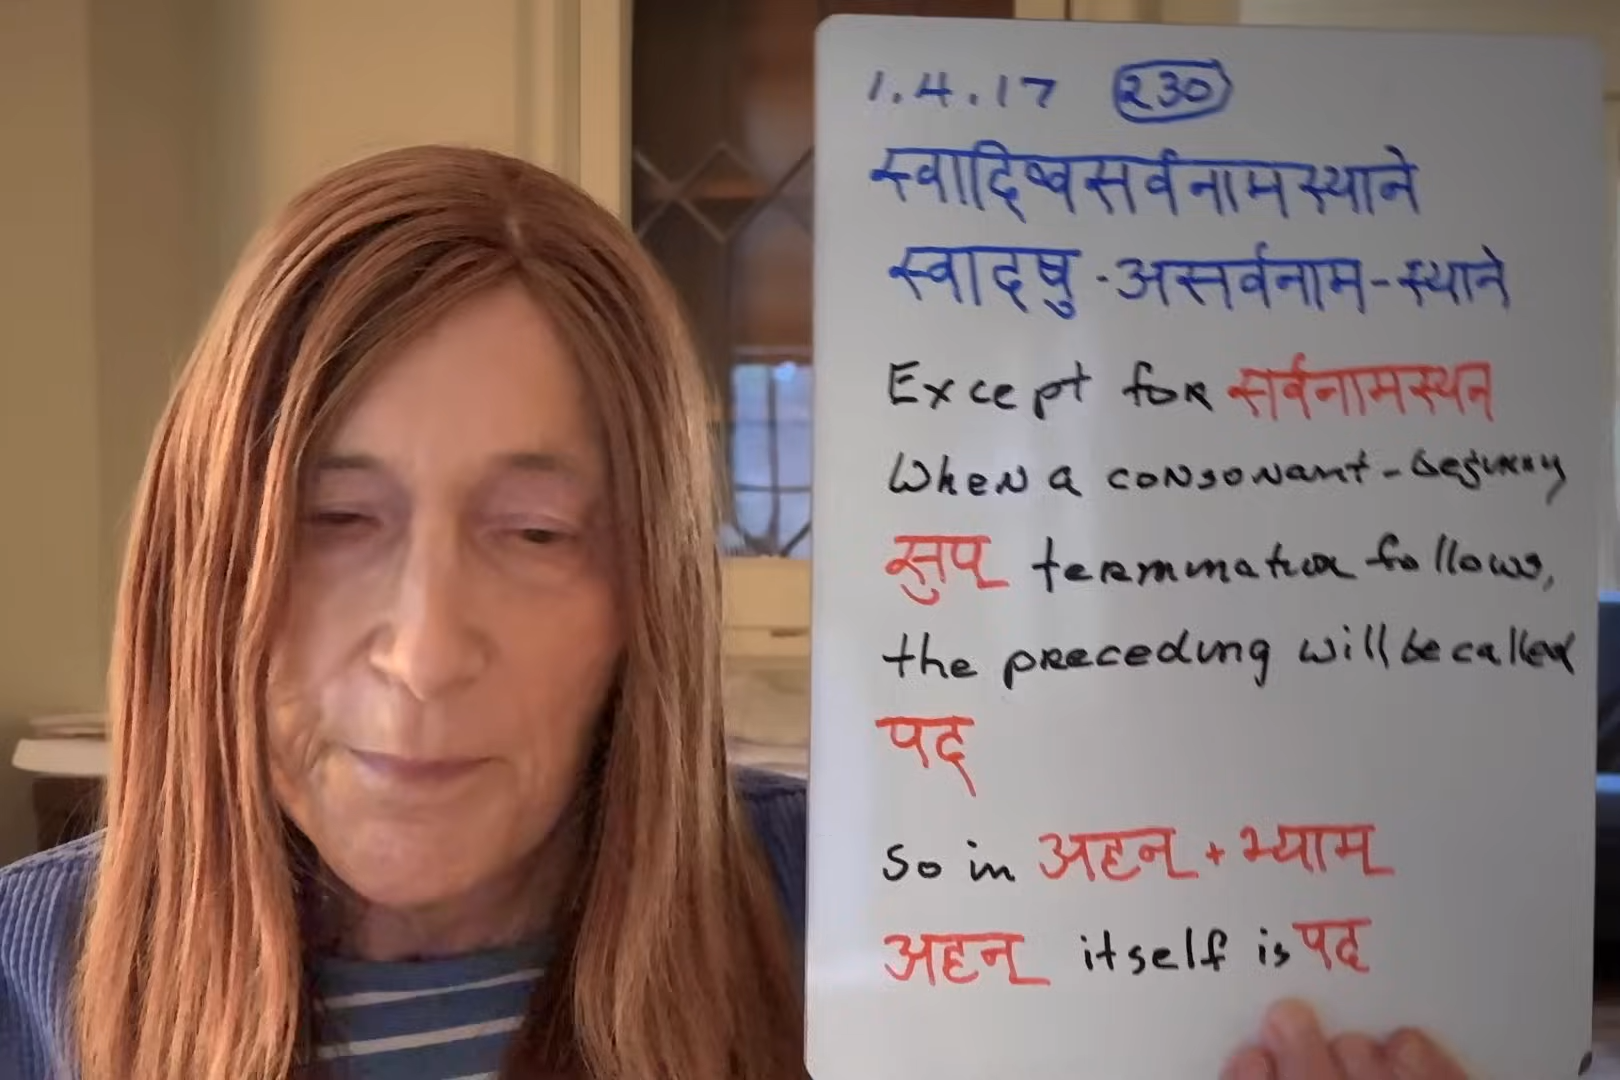 1.4.17 230
स्वादिष्वसर्वनामस्थाने
स्वादषु-असर्वनाम-स्थाने
Except for सर्वनामस्थन
When a consonant-beginning
सुप् termination follows,
the preceding will be called
पद
So in अहन् + भ्याम्
अहन् itself is पद